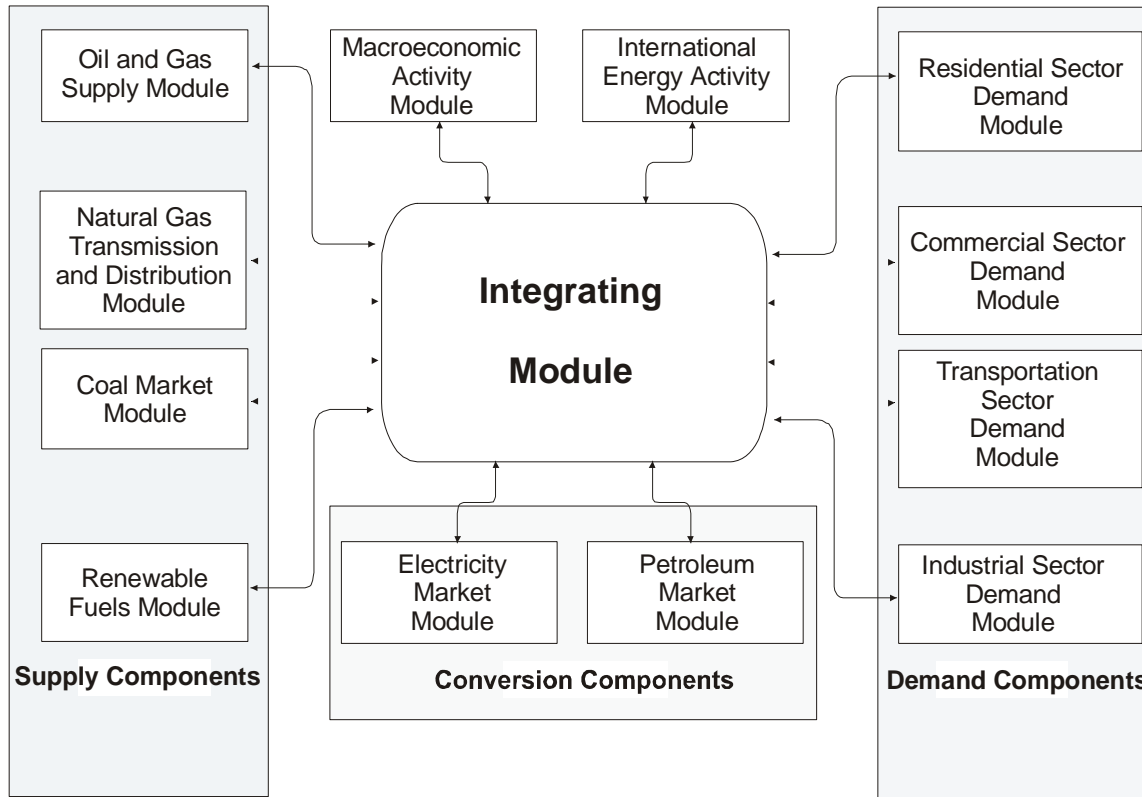 Oil and Gas
Supply Module
Macroeconomic
Activity
Module
International
Energy Activity
Module
Residential Sector
Demand
Module
Natural Gas
Transmission
and Distribution
Module
Commercial Sector
Demand
Module
Integrating
Module
Coal Market
Module
Transportation
Sector
Demand
Module
Renewable
Fuels Module
Electricity
Market
Module
Petroleum
Market
Module
Industrial Sector
Demand
Module
Supply Components
Conversion Components
Demand Components